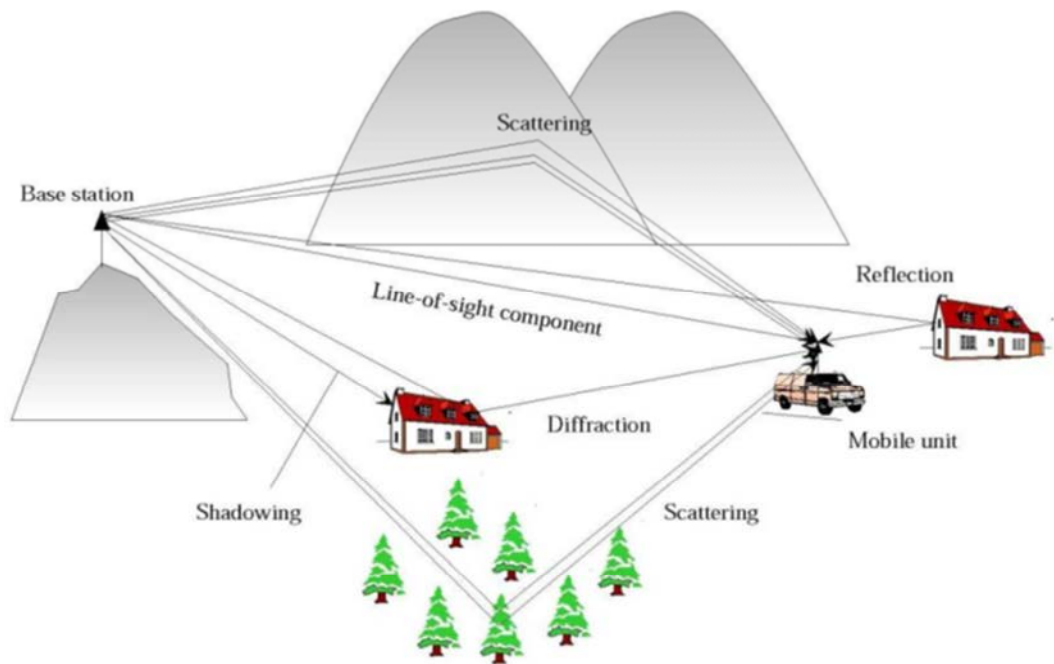 Scattering
Base station
Reflection
Line-of-sight component
Diffraction
Mobile unit
Shadowing
Scattering